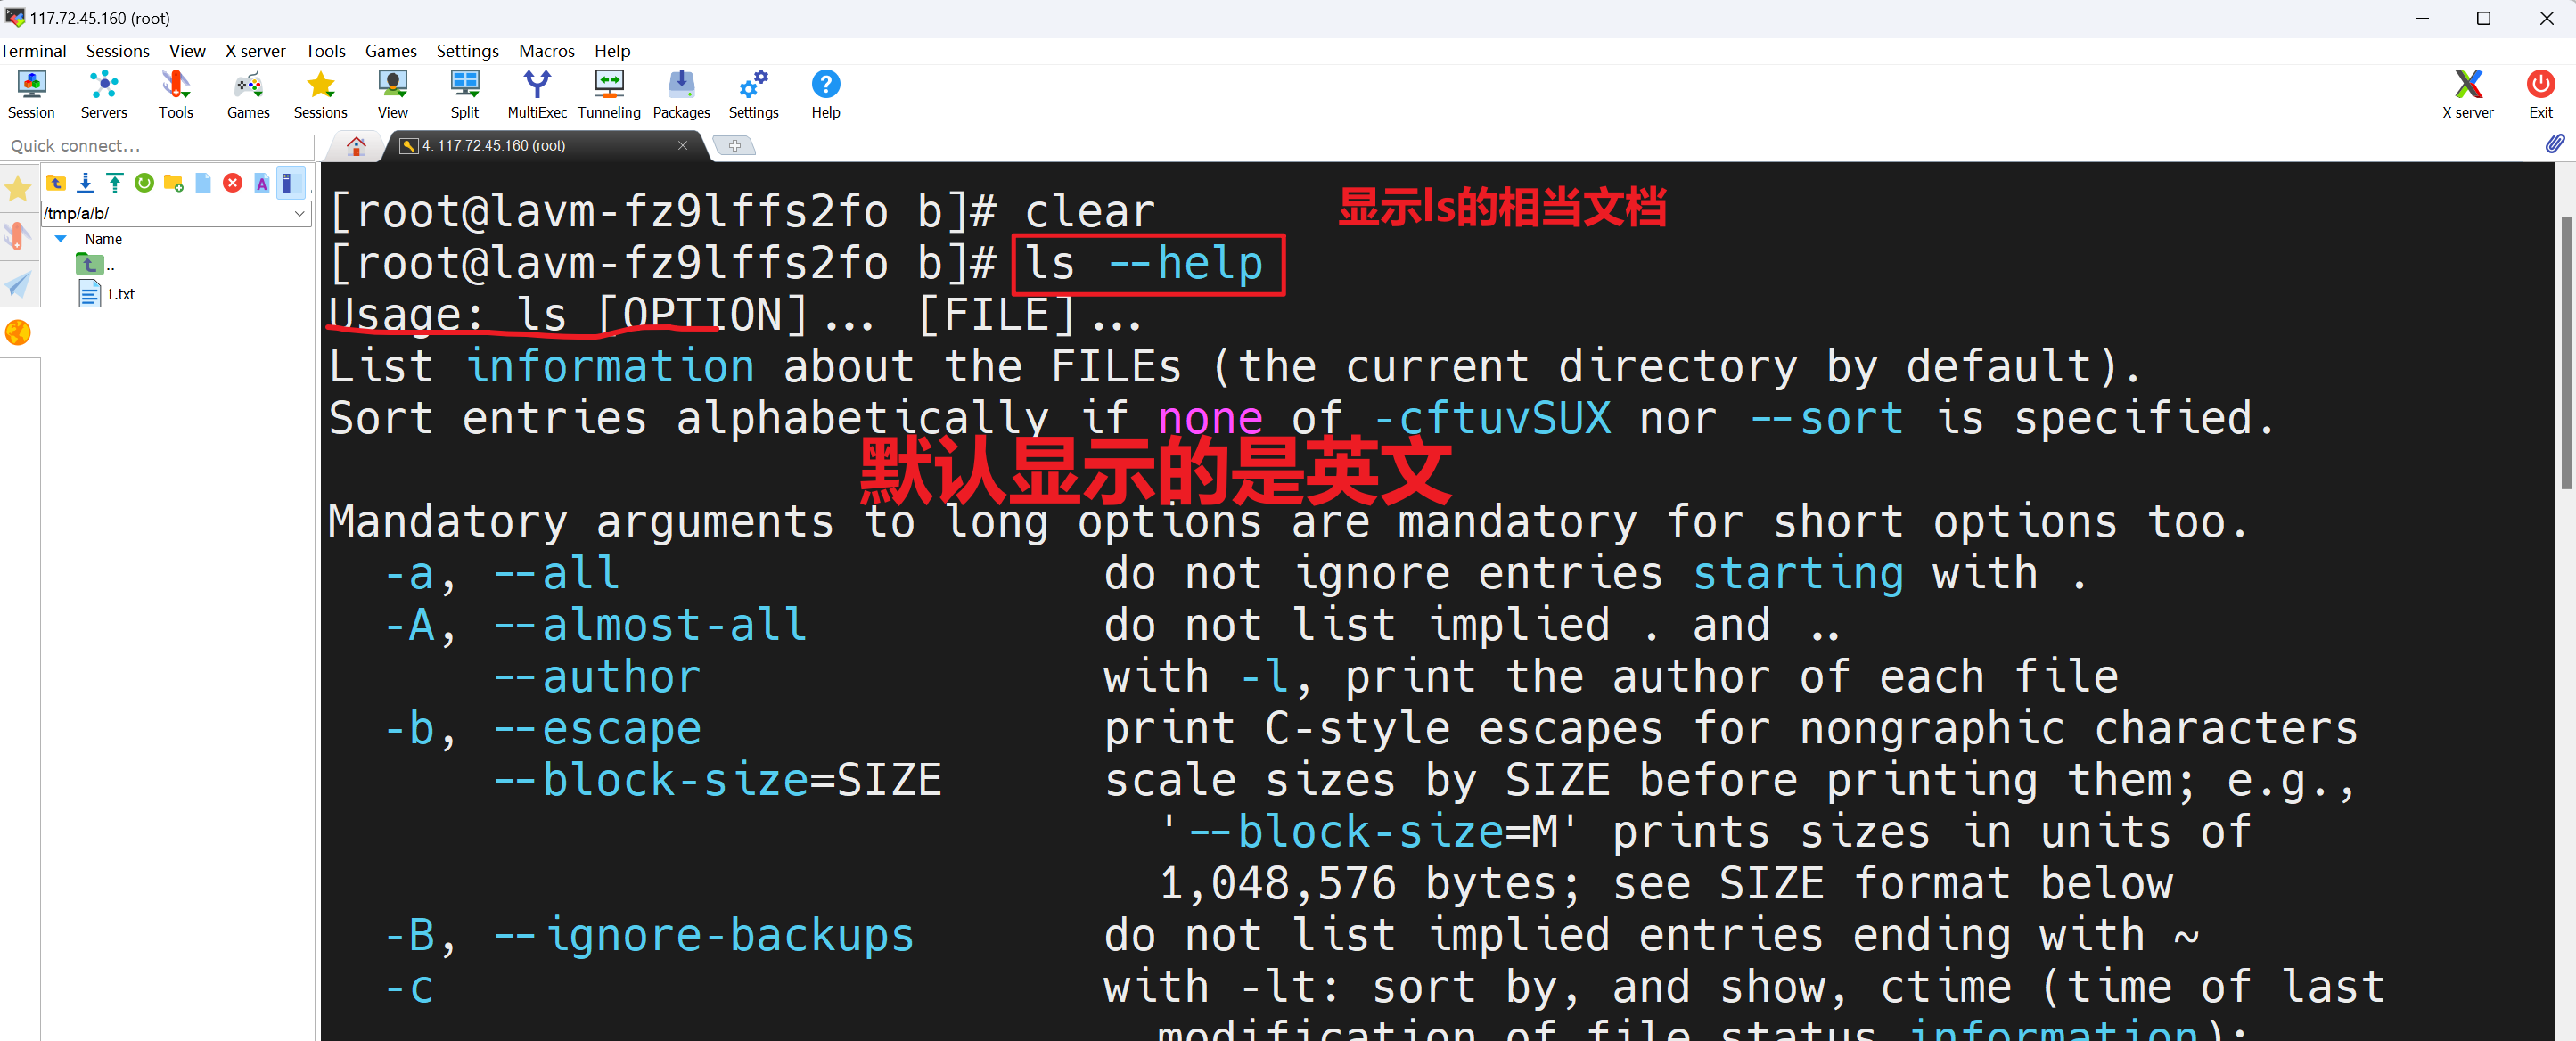 117.72.45.160 (root)
Terminal Sessions View X server Tools Games Settings Macros Help
Session Servers Tools Games Sessions View Split MultiExec Tunneling Packages Settings Help X server Exit
Quick connect...
4. 117.72.45.160 (root)
/tmp/a/b/
Name
..
1.txt
[root@lavm-fz9lffs2fo b]# clear
显示ls的相当文档
[root@lavm-fz9lffs2fo b]# ls --help
Usage: ls [OPTION]... [FILE]...
List information about the FILEs (the current directory by default).
Sort entries alphabetically if none of -cftuvSUX nor --sort is specified.
默认显示的是英文
Mandatory arguments to long options are mandatory for short options too.
-a, --all do not ignore entries starting with .
-A, --almost-all do not list implied . and ..
--author with -l, print the author of each file
-b, --escape print C-style escapes for nongraphic characters
--block-size=SIZE scale sizes by SIZE before printing them; e.g.,
'--block-size=M' prints sizes in units of
1,048,576 bytes; see SIZE format below
-B, --ignore-backups do not list implied entries ending with ~
-c with -lt: sort by, and show, ctime (time of last
modification of file status information);